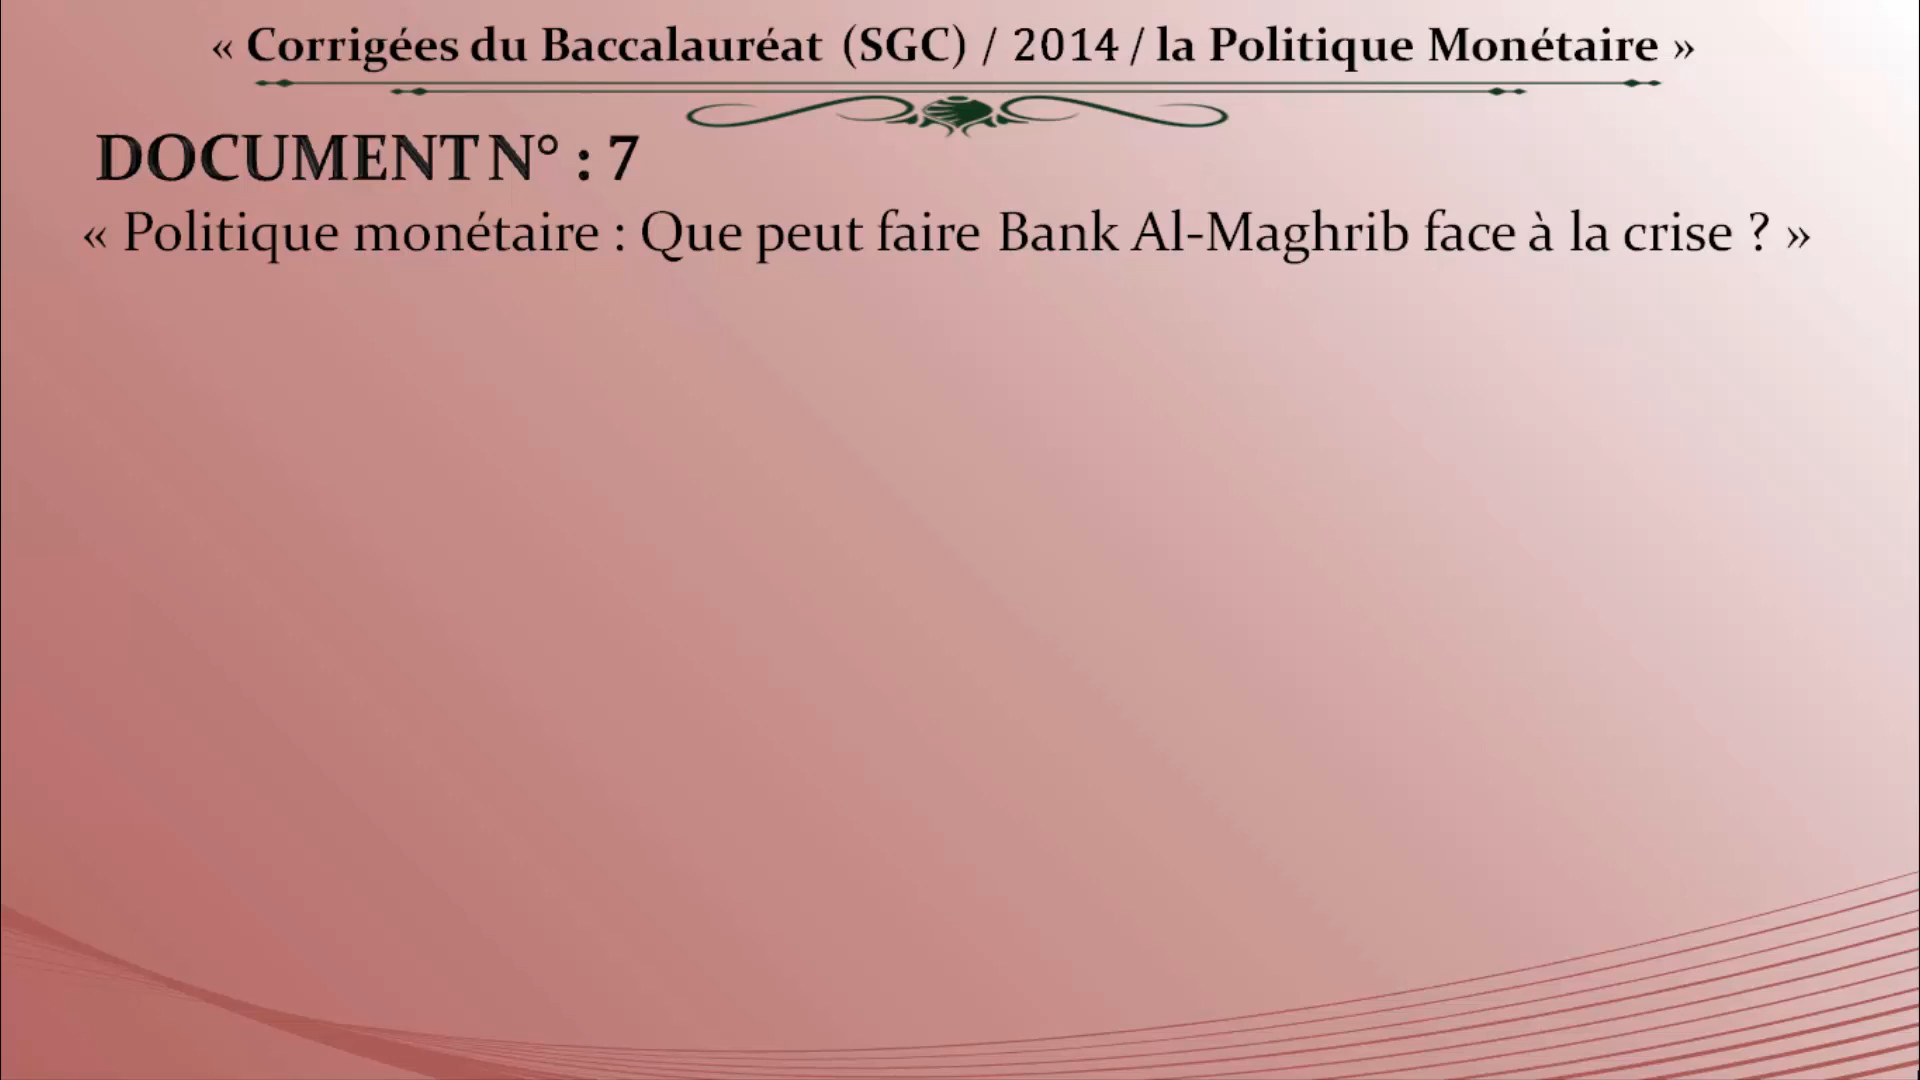 « Corrigées du Baccalauréat (SGC) / 2014 / la Politique Monétaire »
DOCUMENT N° : 7
« Politique monétaire : Que peut faire Bank Al-Maghrib face à la crise ? »